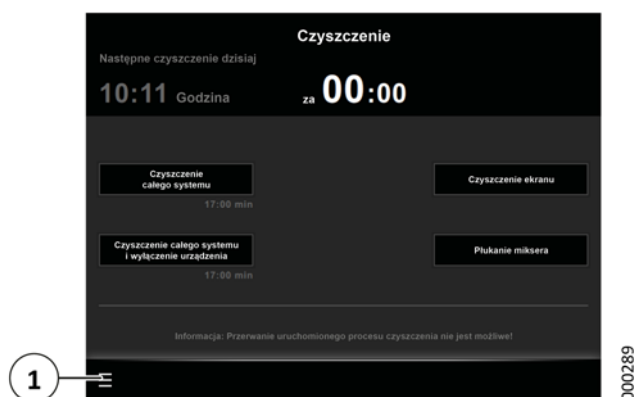 Czyszczenie
Następne czyszczenie dzisiaj
10:11 Godzina
za 00:00
Czyszczenie
całego systemu
17:00 min
Czyszczenie ekranu
Czyszczenie całego systemu
i wyłączenie urządzenia
17:00 min
Płukanie miksera
Informacja: Przerwanie uruchomionego procesu czyszczenia nie jest możliwe!
1
000289